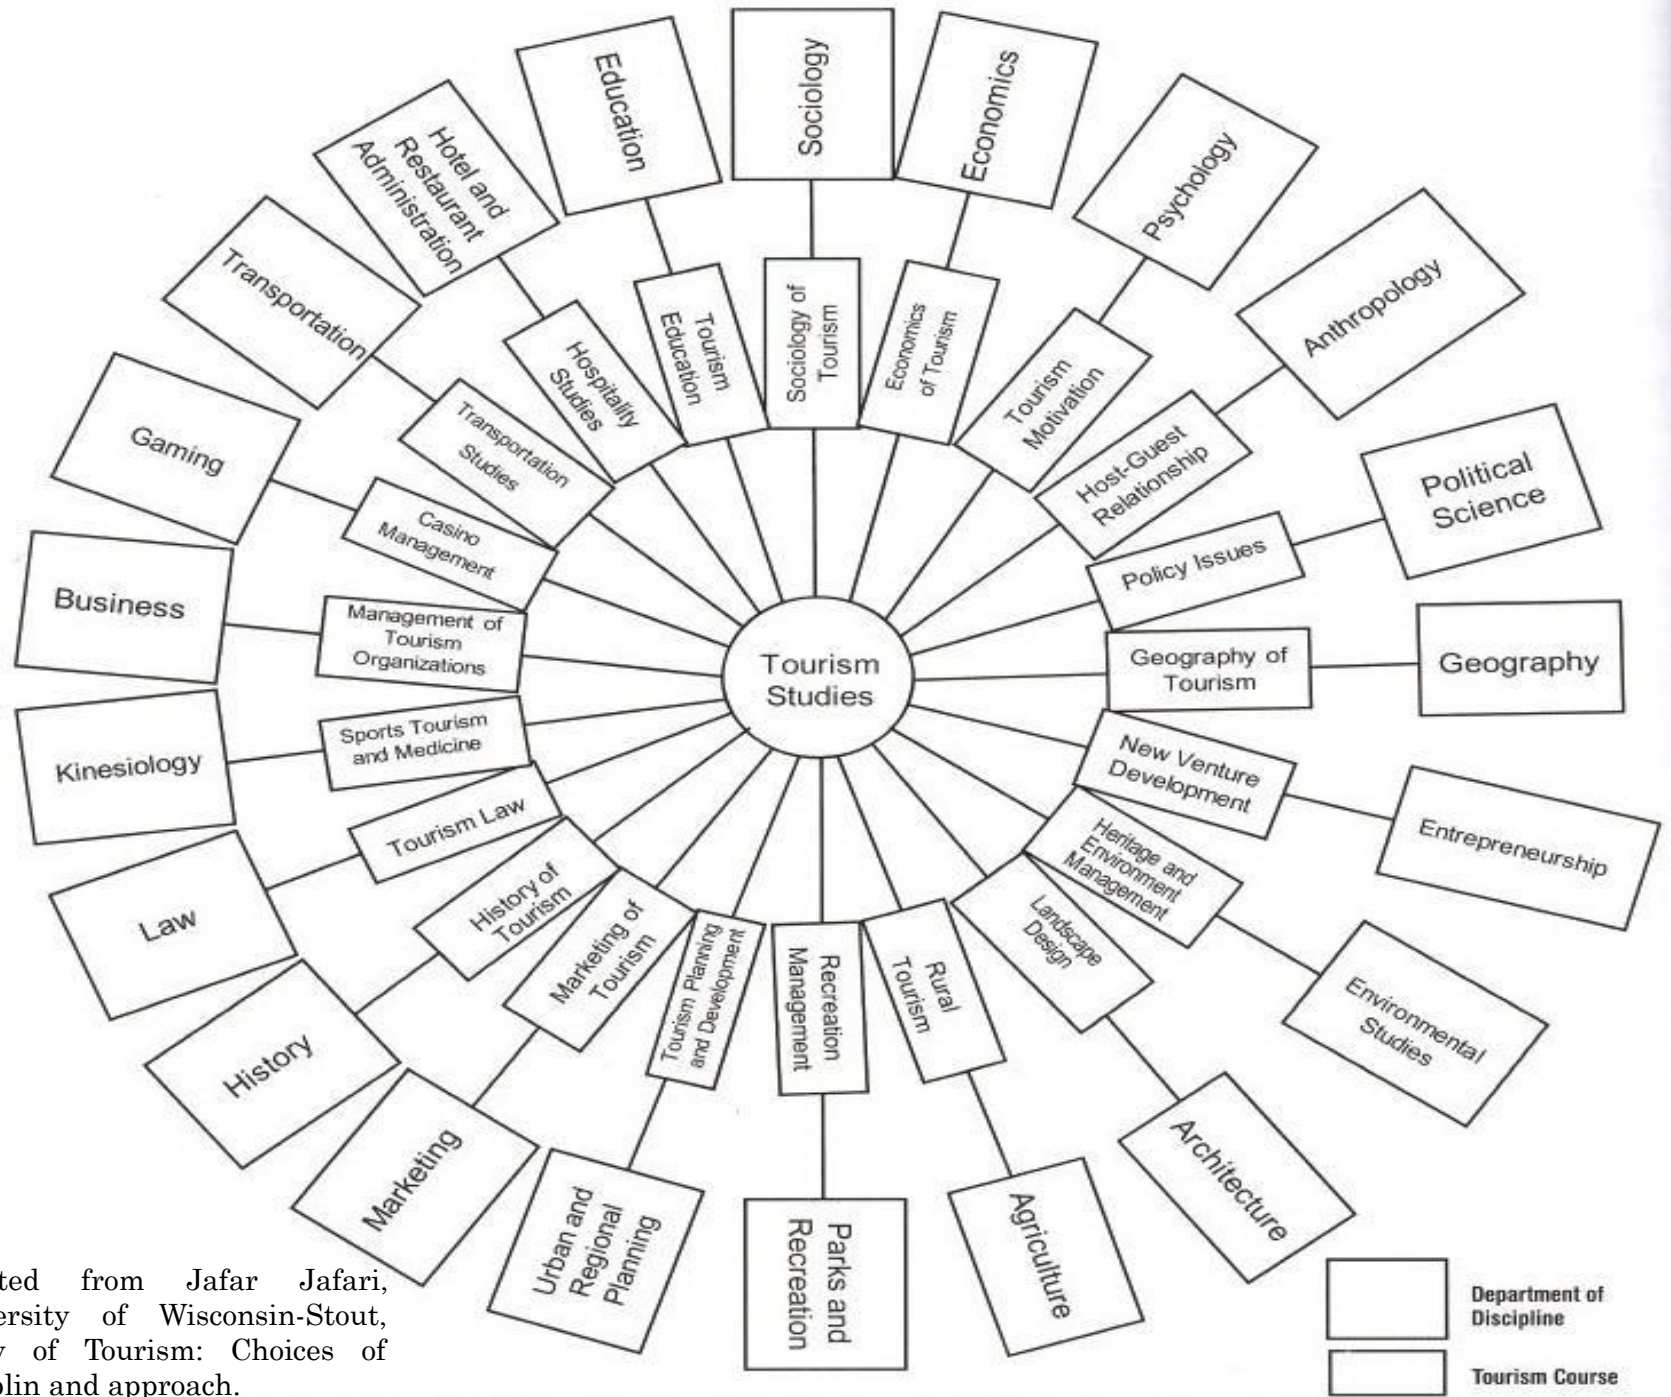 Sociology
Economics
Psychology
Anthropology
Political
Science
Geography
Entrepreneurship
Environmental
Studies
Architecture
Agriculture
Parks and
Recreation
Urban and
Regional
Planning
Marketing
History
Law
Kinesiology
Business
Gaming
Transportation
Hotel and
Restaurant
Administration
Education
Sociology of
Tourism
Economics
of Tourism
Tourism
Motivation
Host-Guest
Relationship
Policy Issues
Geography of
Tourism
New Venture
Development
Heritage and
Environment
Management
Landscape
Design
Rural
Tourism
Recreation
Management
Tourism Planning
and Development
Marketing of
Tourism
History of
Tourism
Tourism Law
Sports Tourism
and Medicine
Management of
Tourism
Organizations
Casino
Management
Transportation
Studies
Hospitality
Studies
Tourism
Education
Tourism
Studies
from Jafar Jafari,
of Wisconsin-Stout,
of Tourism: Choices of
and approach.
Department of
Discipline
Tourism Course